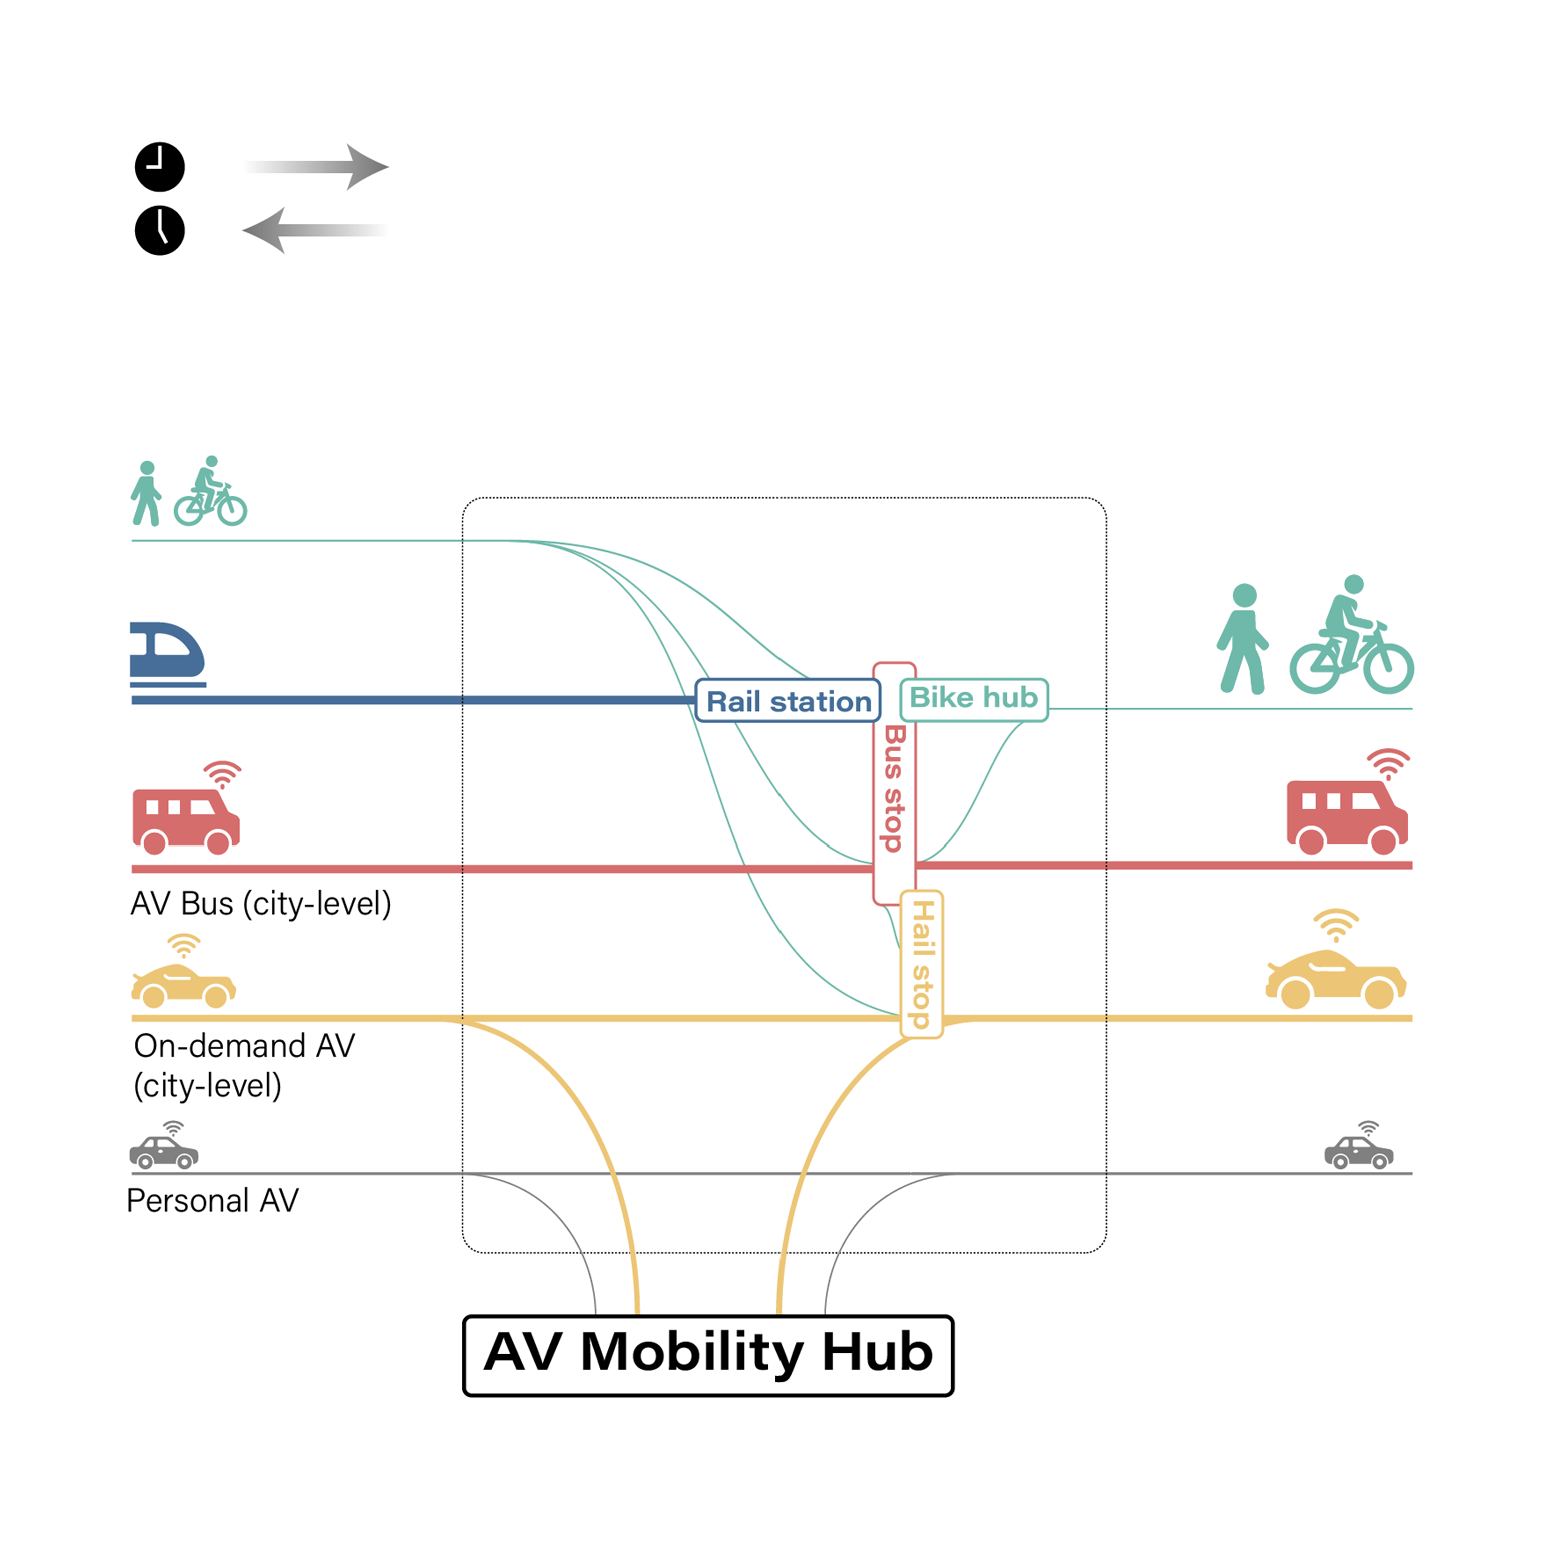 Rail station
Bike hub
Bus stop
AV Bus (city-level)
Hail stop
On-demand AV
(city-level)
Personal AV
AV Mobility Hub